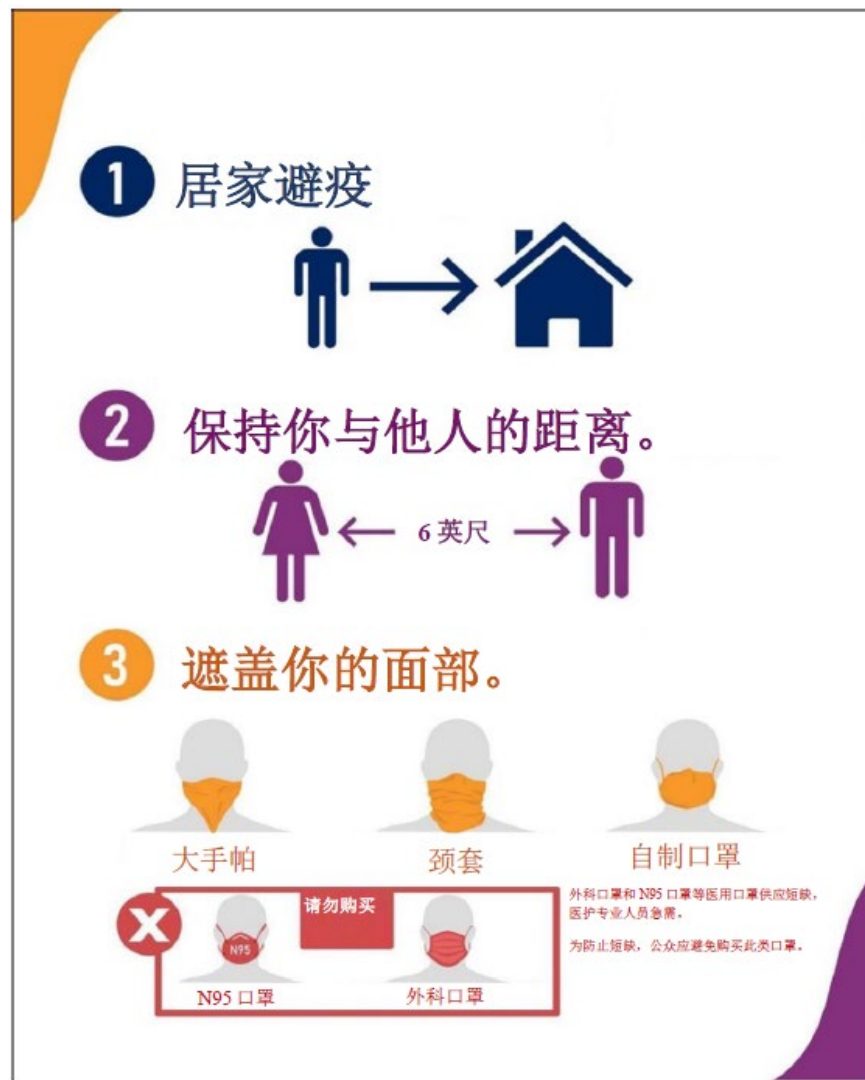 1 居家避疫
2 保持你与他人的距离。
6 英尺
3 遮盖你的面部。
大手帕
颈套
自制口罩
X
请勿购买
N95
N95 口罩
外科口罩
外科口罩和 N95 口罩等医用口罩供应短缺，
医护专业人员急需。
为防止短缺，公众应避免购买此类口罩。